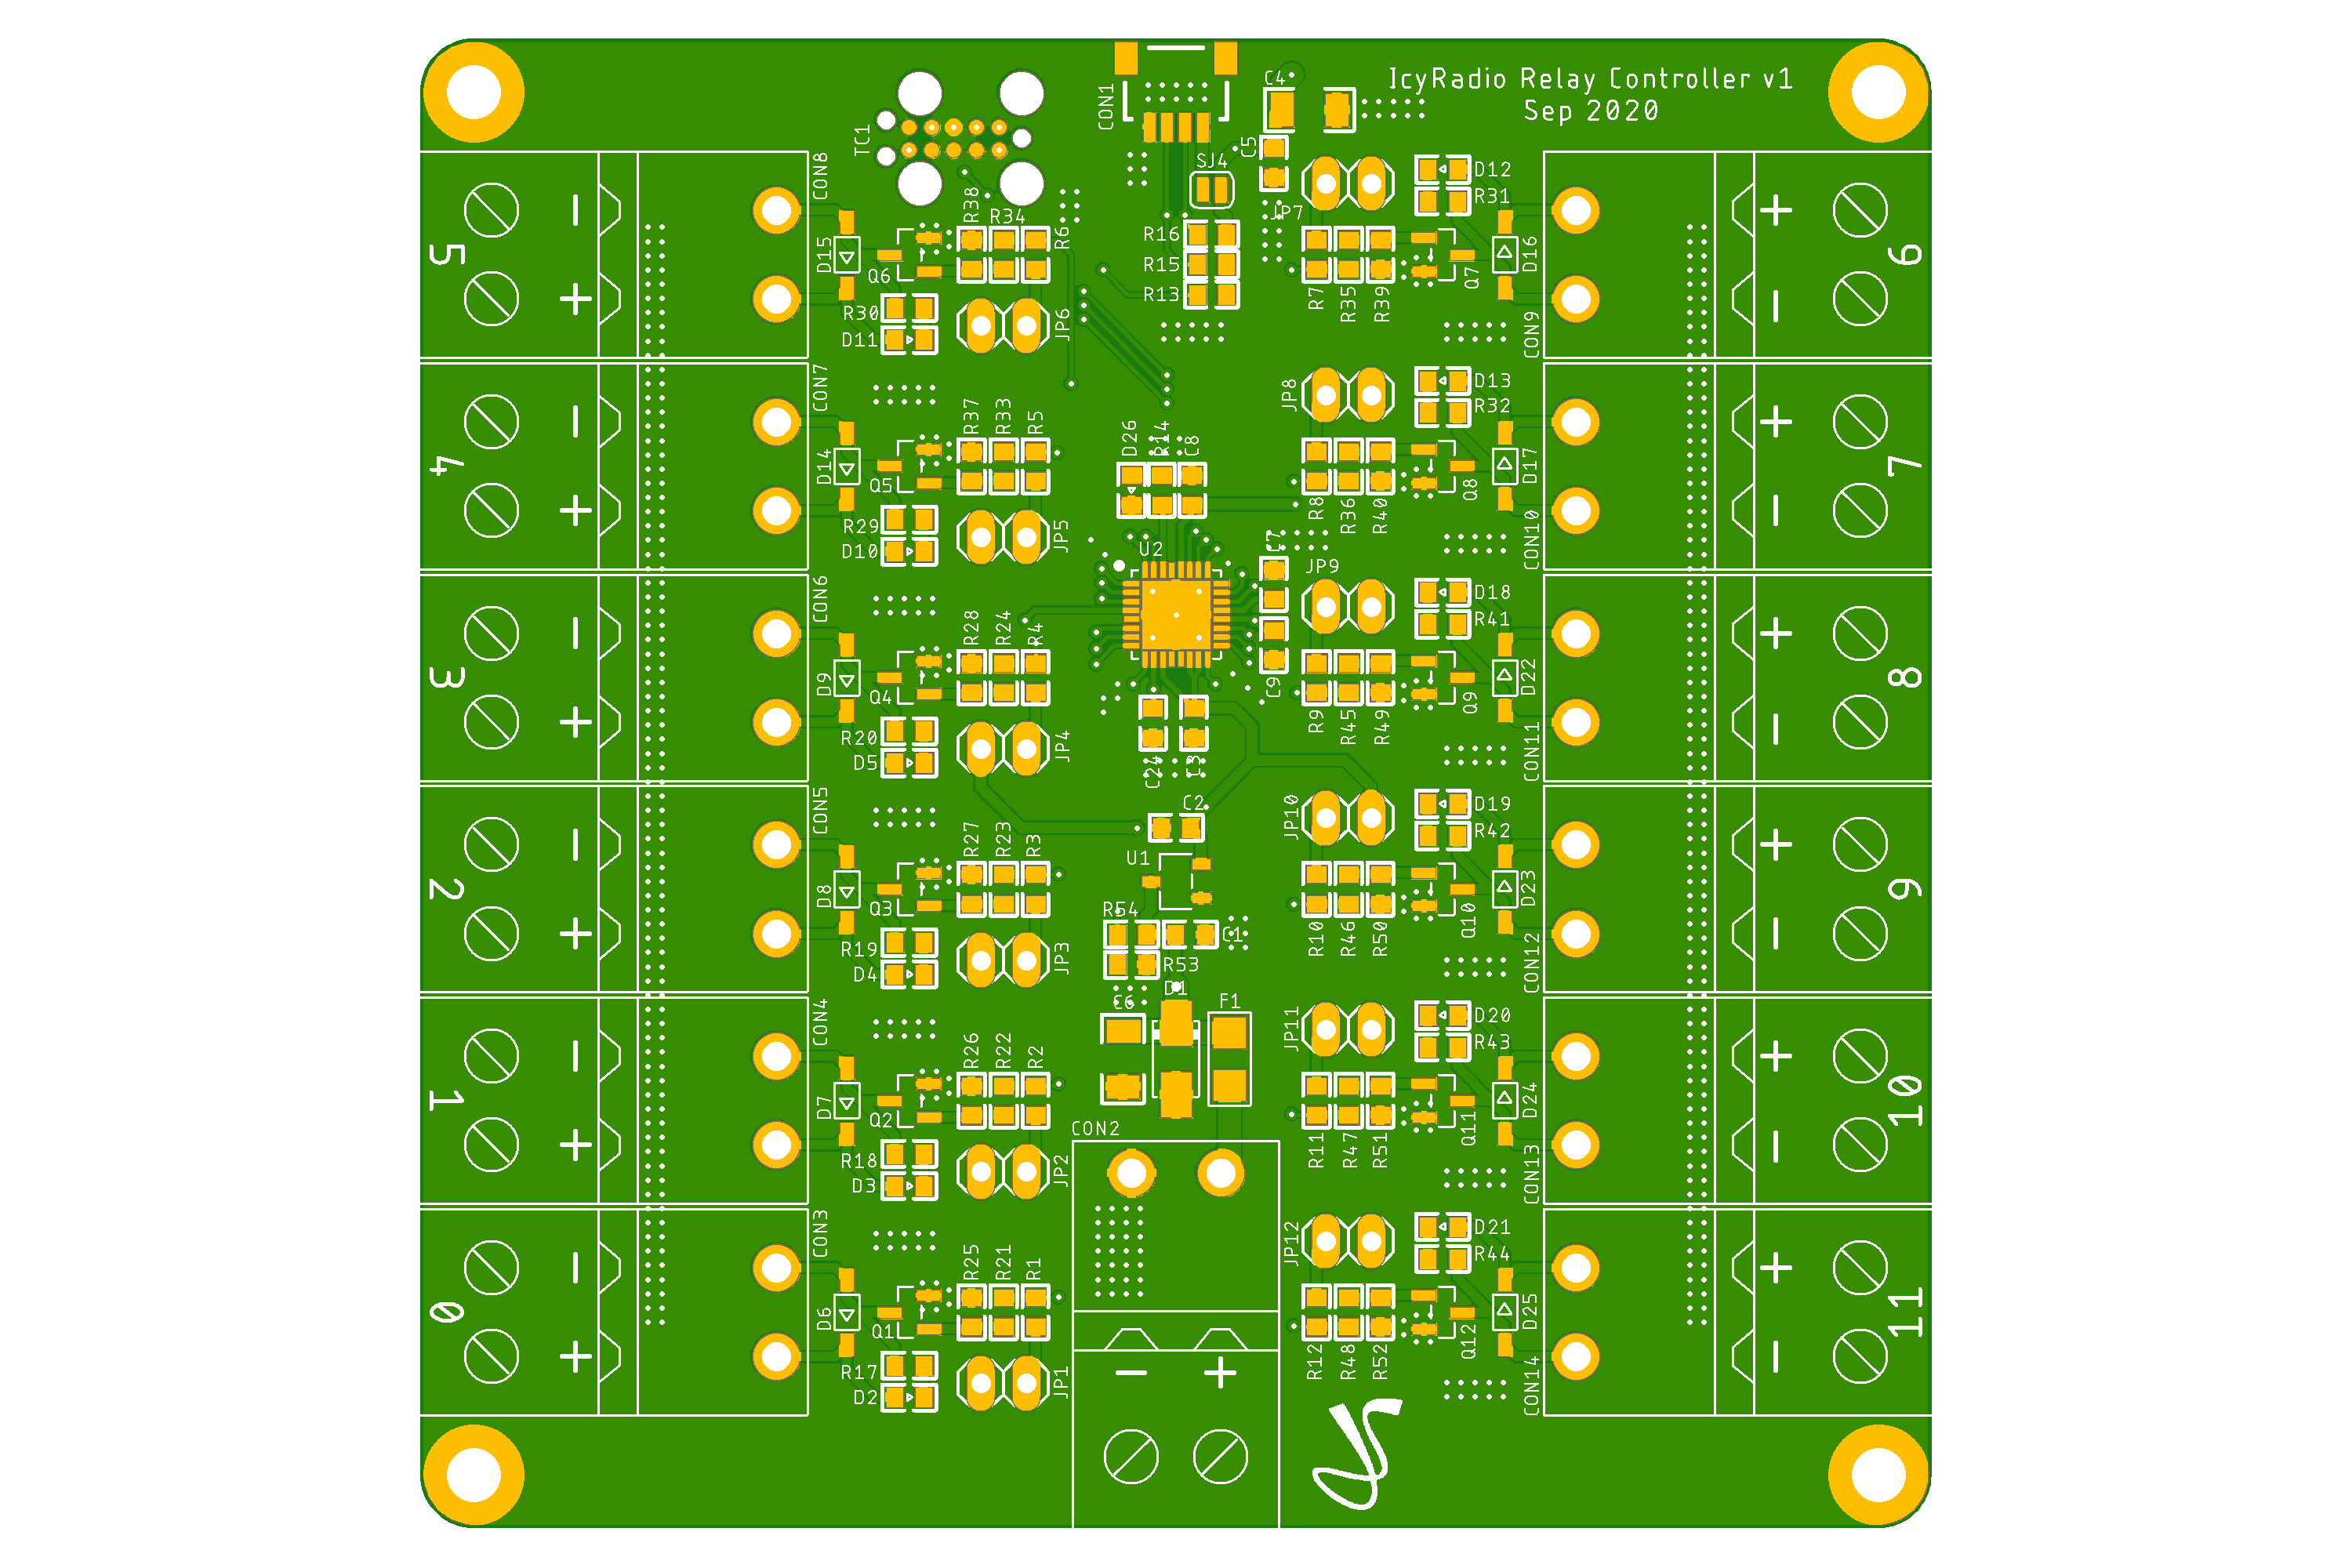 IcyRadio Relay Controller v1
Sep 2020
C4
CON1
TC1
C5
SJ4
JP7
D12
R31
CON8
5
D15
Q6
R38
R34
R6
R30
D11
JP6
R16
R15
R13
R7
R35
R39
Q7
D16
CON9
6
CON7
4
D14
Q5
R37
R33
R5
R29
D10
JP5
D26
R14
C8
JP8
D13
R32
R8
R36
R40
Q8
D17
CON10
7
CON6
3
D9
Q4
R28
R24
R4
R20
D5
JP4
U2
C7
C9
C24
C3
JP9
D18
R41
R9
R45
R49
Q9
D22
CON11
8
CON5
2
D8
Q3
R27
R23
R3
R19
D4
JP3
C2
U1
R54
C1
R53
JP10
D19
R42
R10
R46
R50
Q10
D23
CON12
9
CON4
1
D7
Q2
R26
R22
R2
R18
D3
JP2
C6
D1
F1
CON2
JP11
D20
R43
R11
R47
R51
Q11
D24
CON13
10
CON3
0
D6
Q1
R25
R21
R1
R17
D2
JP1
JP12
D21
R44
R12
R48
R52
Q12
D25
CON14
11